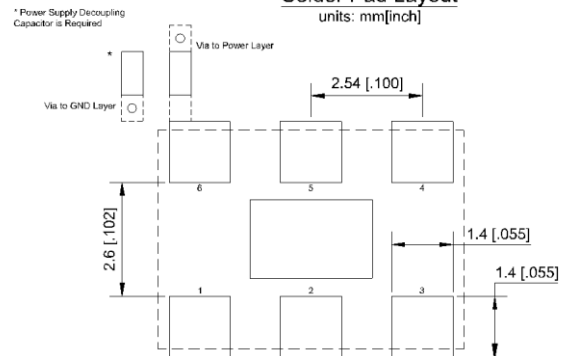 Solder Pad Layout
units: mm[inch]
* Power Supply Decoupling
Capacitor is Required
Via to Power Layer
*
Via to GND Layer
2.54 [.100]
6
5
4
2.6 [.102]
1.4 [.055]
1.4 [.055]
1
2
3